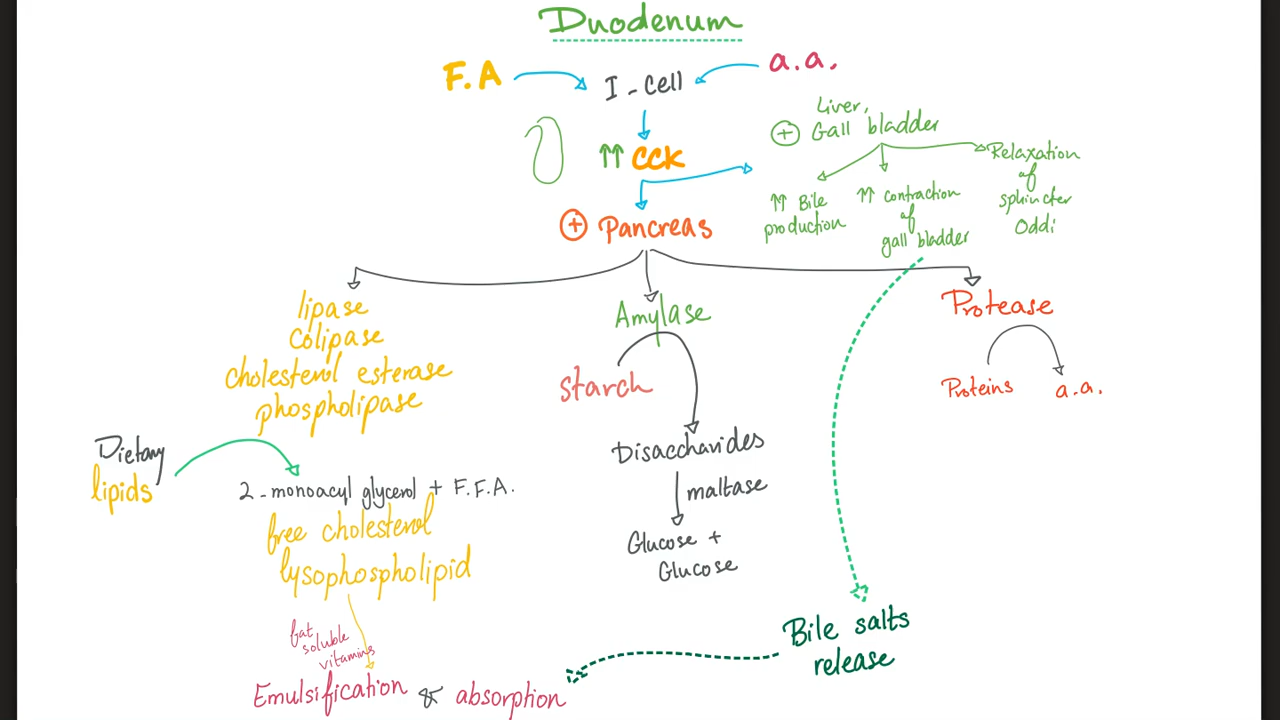 Duodenum
F.A
I-Cell
a.a.
↑↑ CCK
+ Liver,
Gall bladder
↑↑ Bile
production
↑↑ contraction
of
gall bladder
Relaxation
of
sphincter
Oddi
+ Pancreas
lipase
Colipase
cholesterol esterase
phospholipase
Amylase
Starch
Disaccharides
maltase
Glucose +
Glucose
Protease
Proteins
a.a.
Dietary
lipids
2-monoacyl glycerol + F.F.A.
free cholesterol
lysophospholipid
fat
soluble
vitamins
Emulsification & absorption
Bile salts
release